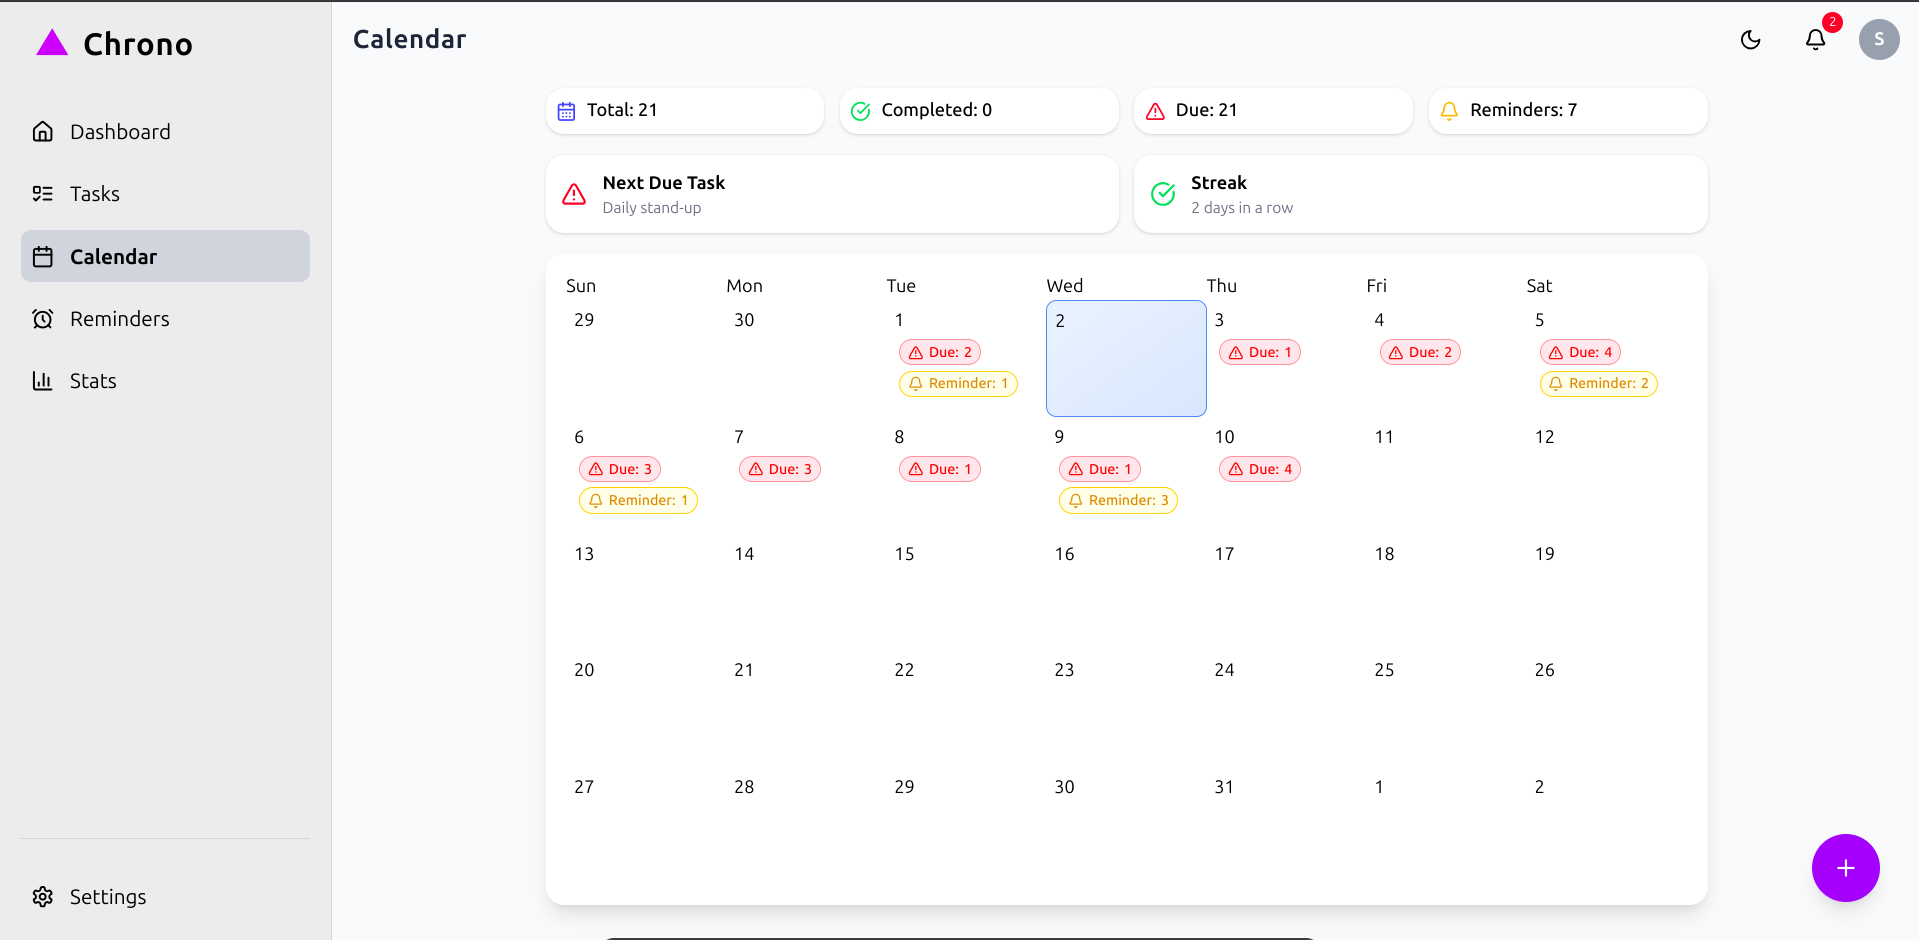 Chrono
Dashboard
Tasks
Calendar
Reminders
Stats
Settings
Calendar
2
S
Total: 21
Completed: 0
Due: 21
Reminders: 7
Next Due Task
Daily stand-up
Streak
2 days in a row
Sun Mon Tue Wed Thu Fri Sat
29 30 1 2 3 4 5
Due: 2 Due: 1 Due: 2 Due: 4
Reminder: 1 Reminder: 2
6 7 8 9 10 11 12
Due: 3 Due: 3 Due: 1 Due: 1 Due: 4
Reminder: 1 Reminder: 3
13 14 15 16 17 18 19
20 21 22 23 24 25 26
27 28 29 30 31 1 2